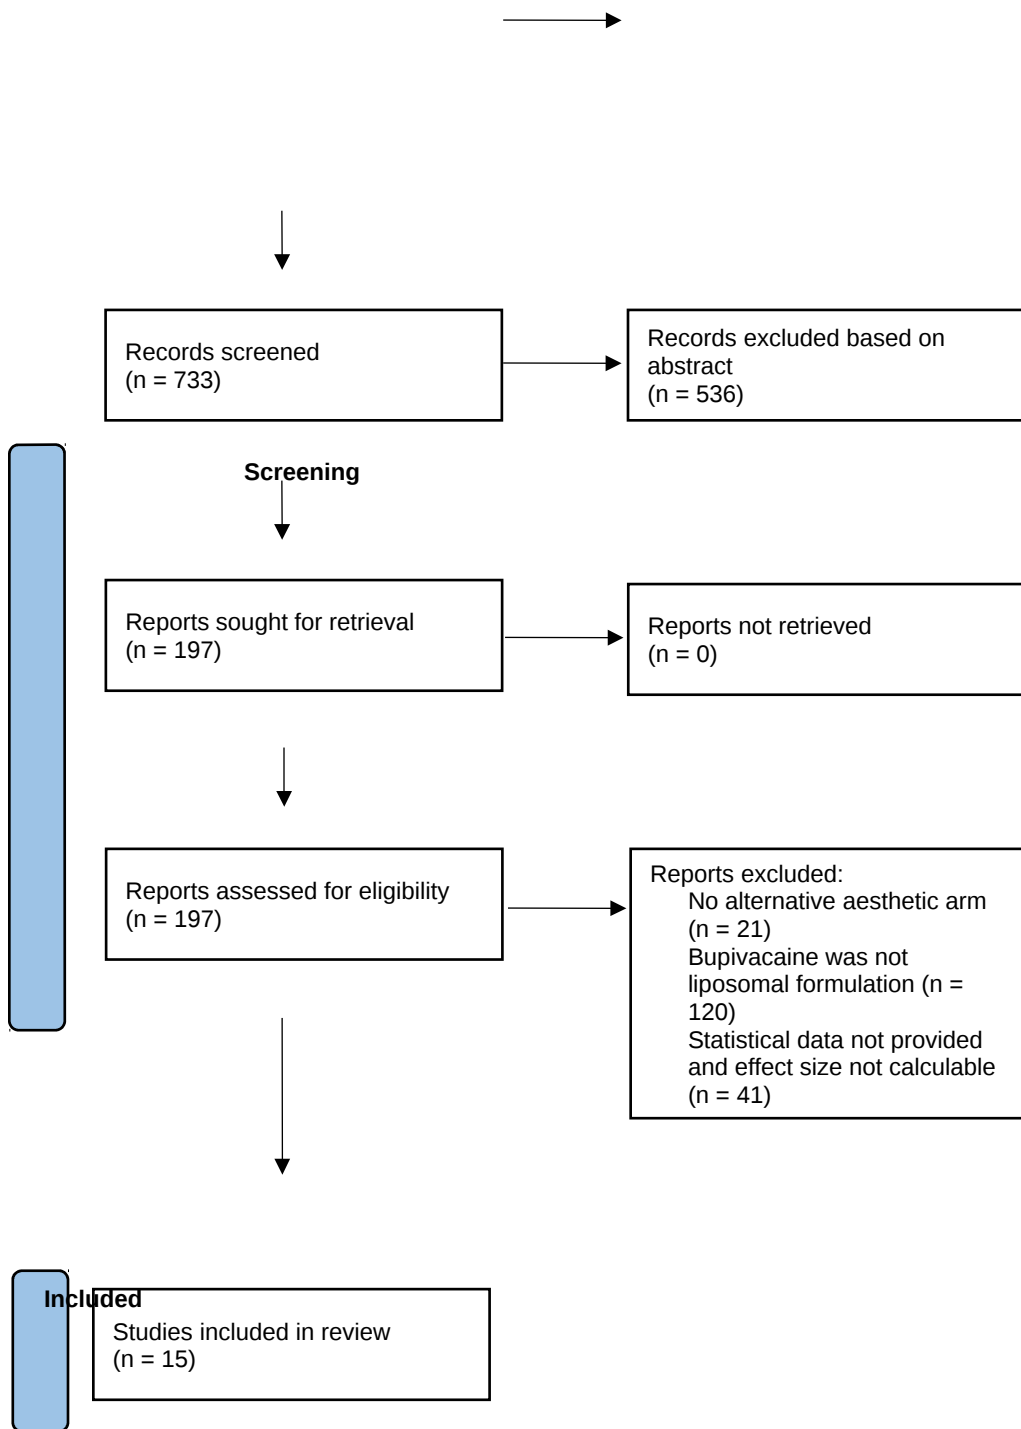 Records screened
(n = 733)
Records excluded based on
abstract
(n = 536)
Screening
Reports sought for retrieval
(n = 197)
Reports not retrieved
(n = 0)
Reports assessed for eligibility
(n = 197)
Reports excluded:
No alternative aesthetic arm
(n = 21)
Bupivacaine was not
liposomal formulation (n =
120)
Statistical data not provided
and effect size not calculable
(n = 41)
Included
Studies included in review
(n = 15)